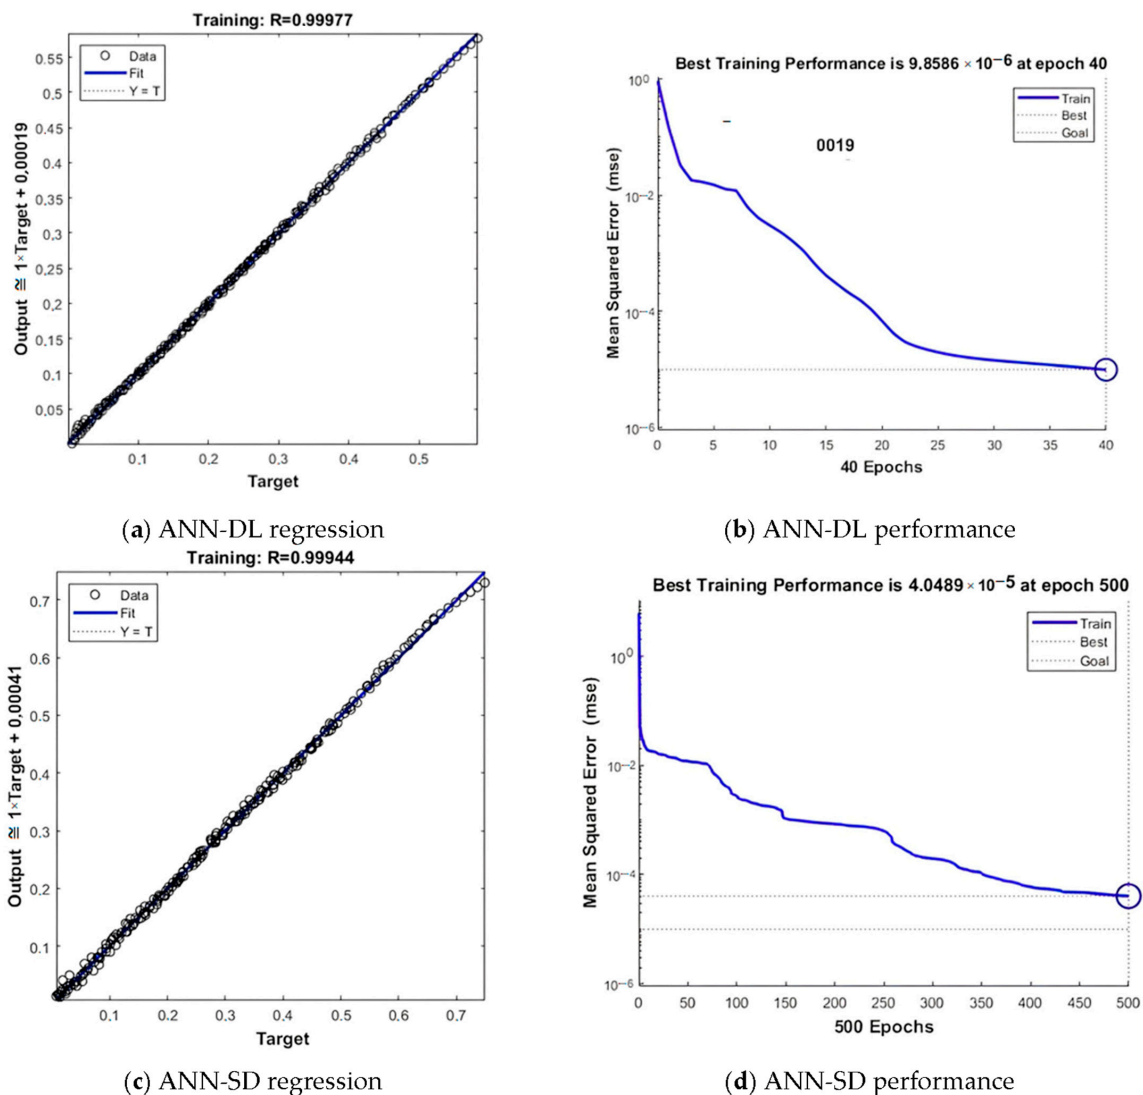 Training: R=0.99977
Output ≅ 1×Target + 0,00019
0,55
0,5
0,45
0,4
0,35
0,3
0,25
0,2
0,15
0,1
0,05
Data
Fit
Y = T
0,1
0,2
0,3
0,4
0,5
Target
(a) ANN-DL regression
Best Training Performance is 9.8586 × 10−6 at epoch 40
Mean Squared Error (mse)
10⁰
10−2
10−4
10−6
Train
Best
Goal
0019
0
5
10
15
20
25
30
35
40
40 Epochs
(b) ANN-DL performance
Training: R=0.99944
Output ≅ 1×Target + 0,00041
0.7
0.6
0.5
0.4
0.3
0.2
0.1
Data
Fit
Y = T
0.1
0.2
0.3
0.4
0.5
0.6
0.7
Target
(c) ANN-SD regression
Best Training Performance is 4.0489 × 10−5 at epoch 500
Mean Squared Error (mse)
10⁰
10−2
10−4
10−6
Train
Best
Goal
0
50
100
150
200
250
300
350
400
450
500
500 Epochs
(d) ANN-SD performance